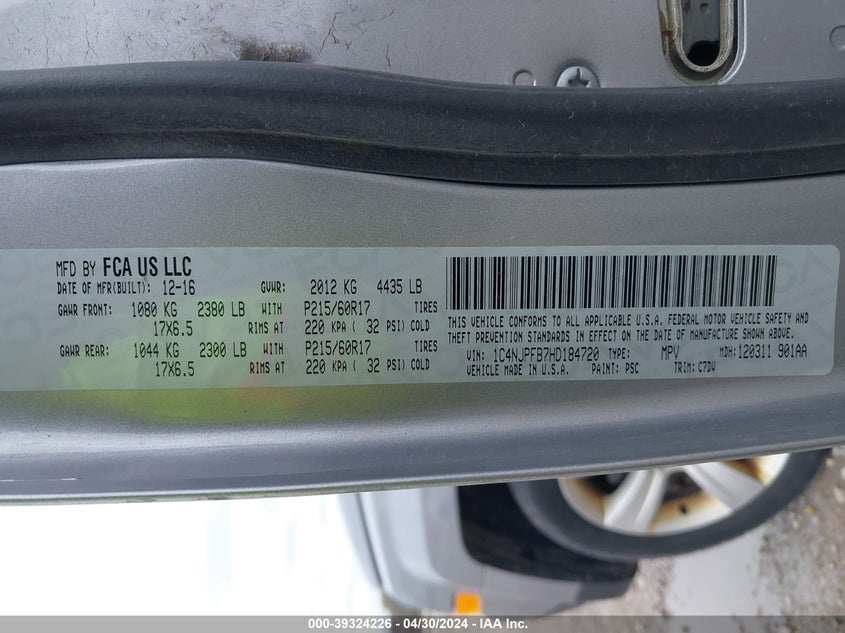 MFD BY FCA US LLC
DATE OF MFR(BUILT): 12-16 GVWR: 2012 KG 4435 LB
GAWR FRONT: 1080 KG 2380 LB WITH P215/60R17 TIRES
17X6.5 RIMS AT 220 KPA ( 32 PSI) COLD
GAWR REAR: 1044 KG 2300 LB WITH P215/60R17 TIRES
17X6.5 RIMS AT 220 KPA ( 32 PSI) COLD
THIS VEHICLE CONFORMS TO ALL APPLICABLE U.S.A. FEDERAL MOTOR VEHICLE SAFETY AND
THEFT PREVENTION STANDARDS IN EFFECT ON THE DATE OF MANUFACTURE SHOWN ABOVE.
VIN: 1C4NJPFB7HD184720 TYPE: MPV MDH: 120311 901AA
VEHICLE MADE IN U.S.A. PAINT: PSC TRIM: C7DV
000-39324226 - 04/30/2024 - IAA Inc.